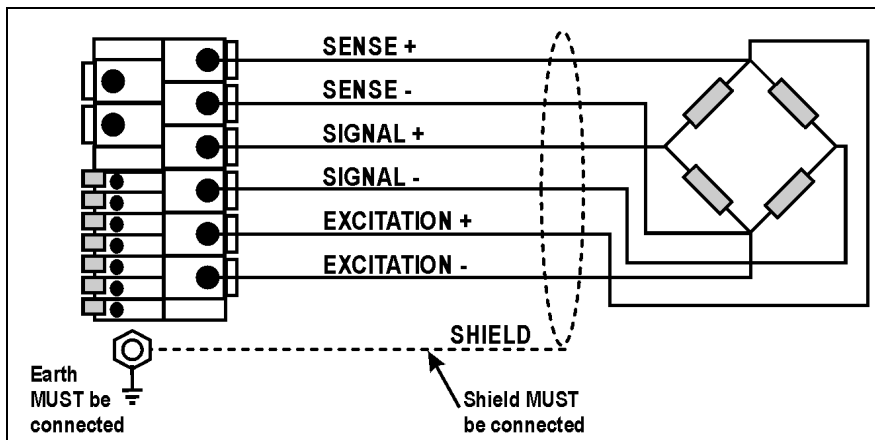 SENSE +
SENSE -
SIGNAL +
SIGNAL -
EXCITATION +
EXCITATION -
SHIELD
Earth
MUST be
connected
Shield MUST
be connected